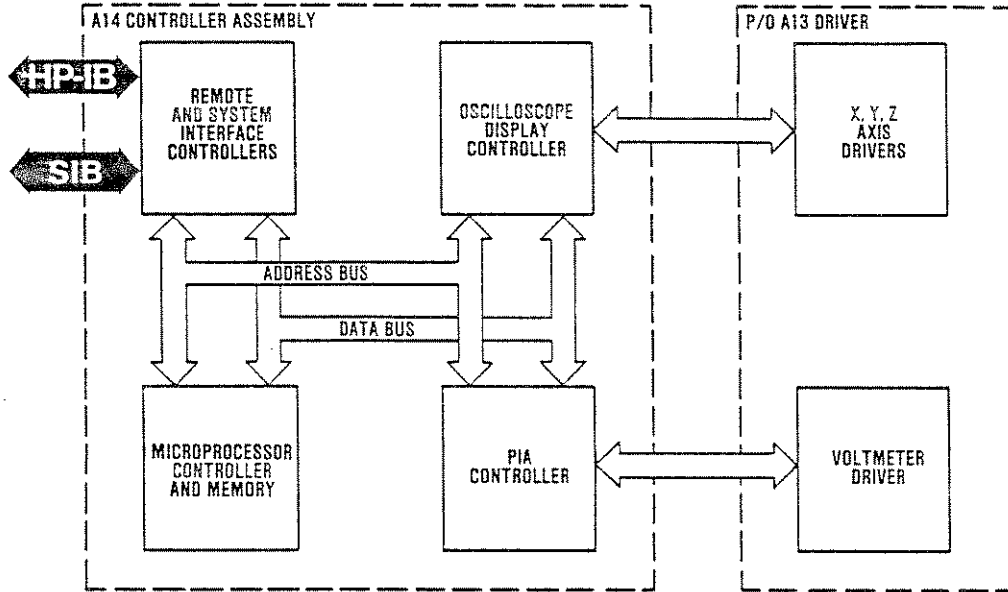 A14 CONTROLLER ASSEMBLY
P/O A13 DRIVER
HP-IB
SIB
REMOTE
AND SYSTEM
INTERFACE
CONTROLLERS
OSCILLOSCOPE
DISPLAY
CONTROLLER
X, Y, Z
AXIS
DRIVERS
ADDRESS BUS
DATA BUS
MICROPROCESSOR
CONTROLLER
AND MEMORY
PIA
CONTROLLER
VOLTMETER
DRIVER